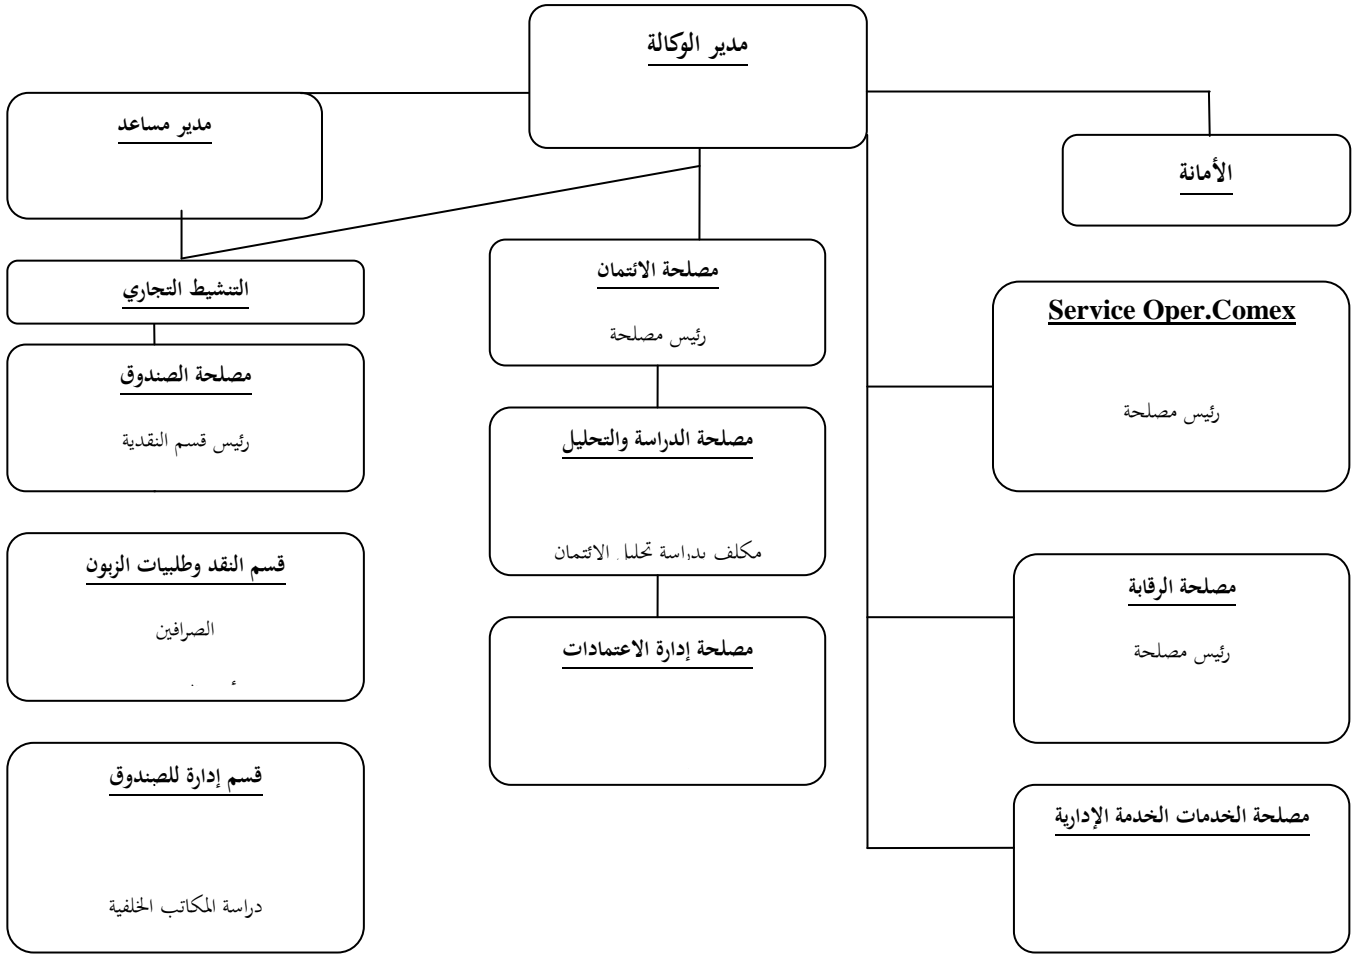 مدير الوكالة
مدير مساعد
الأمانة
التنشيط التجاري
مصلحة الائتمان
رئيس مصلحة
Service Oper.Comex
رئيس مصلحة
مصلحة الصندوق
رئيس قسم النقدية
مصلحة الدراسة والتحليل
مكلف بدراسة تحليل الائتمان
قسم النقد وطلبيات الزبون
الصرافين
مصلحة الرقابة
رئيس مصلحة
مصلحة إدارة الاعتمادات
قسم إدارة للصندوق
دراسة المكاتب الخلفية
مصلحة الخدمات الخدمة الإدارية